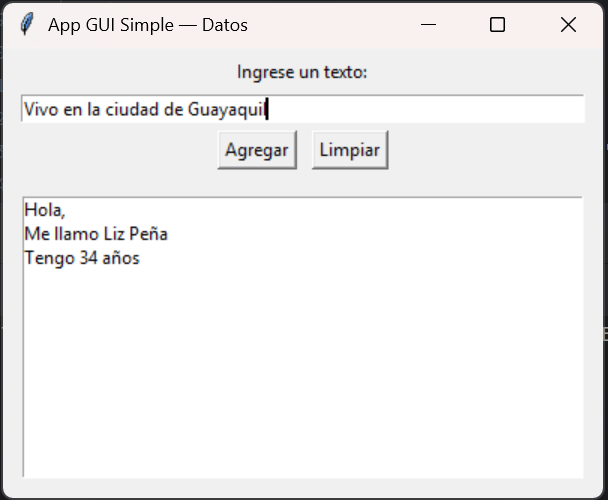 App GUI Simple — Datos
Ingrese un texto:
Vivo en la ciudad de Guayaquil
Agregar Limpiar
Hola,
Me llamo Liz Peña
Tengo 34 años